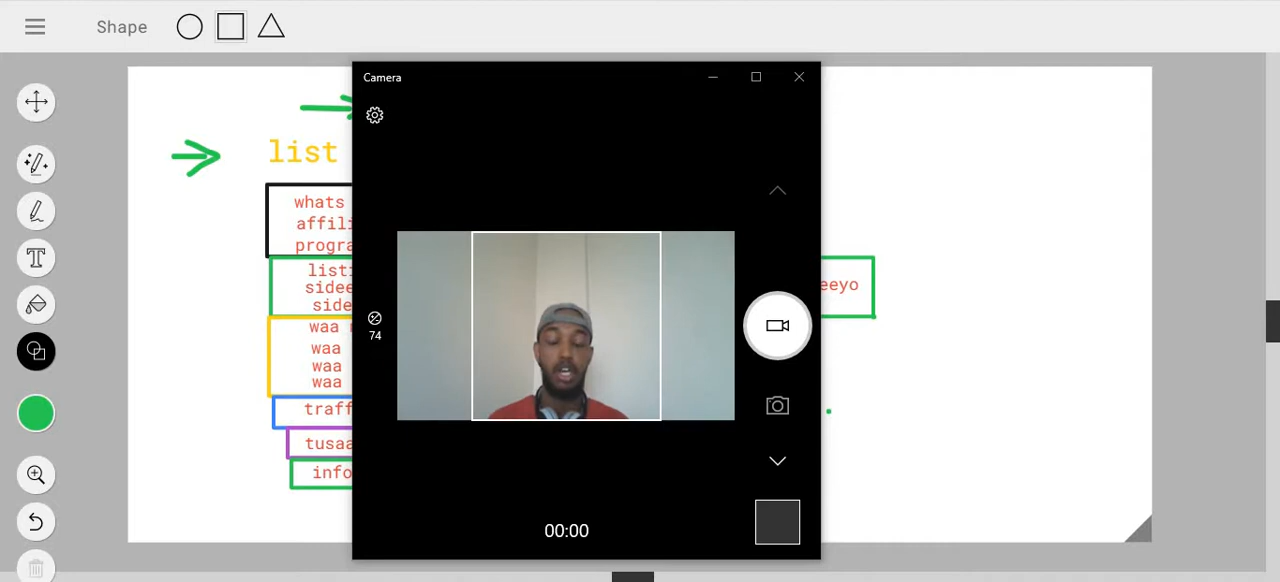 Shape
Camera
list
whats
affili
progra
listi
sidee
side
eeyo
waa
waa
waa
waa
74
traff
tusaa
info
00:00